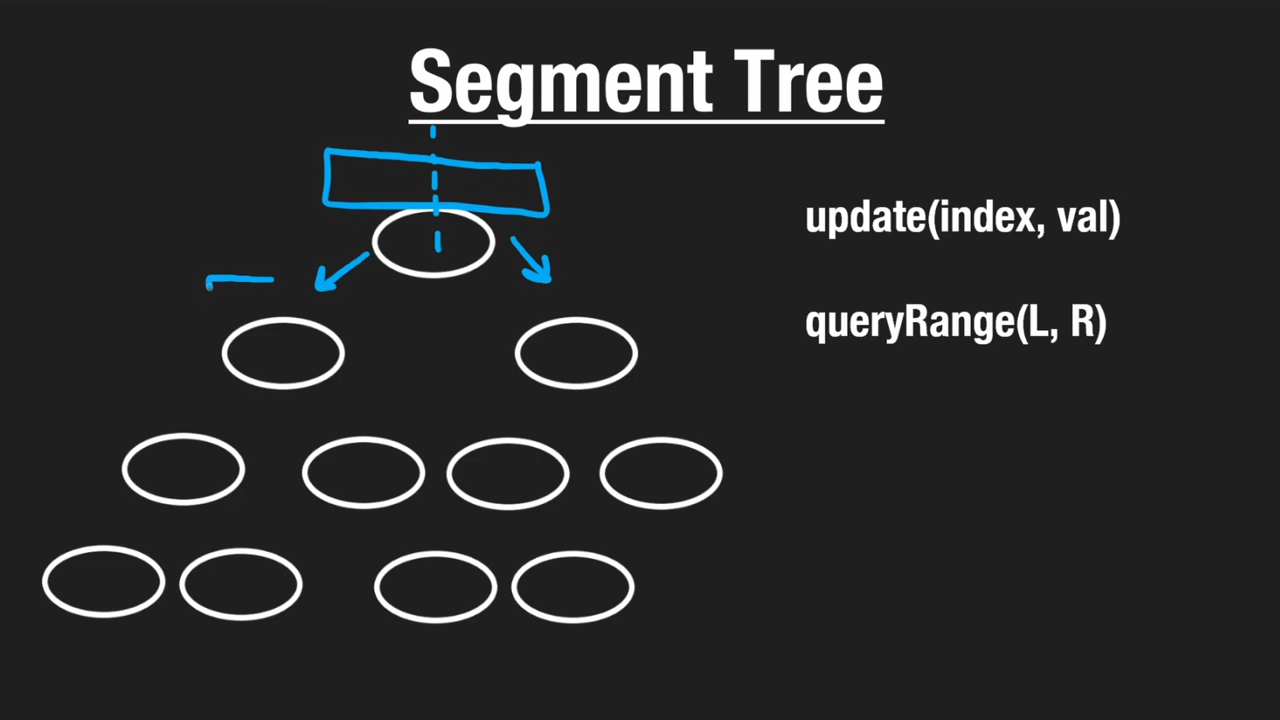 Segment Tree
update(index, val)
queryRange(L, R)